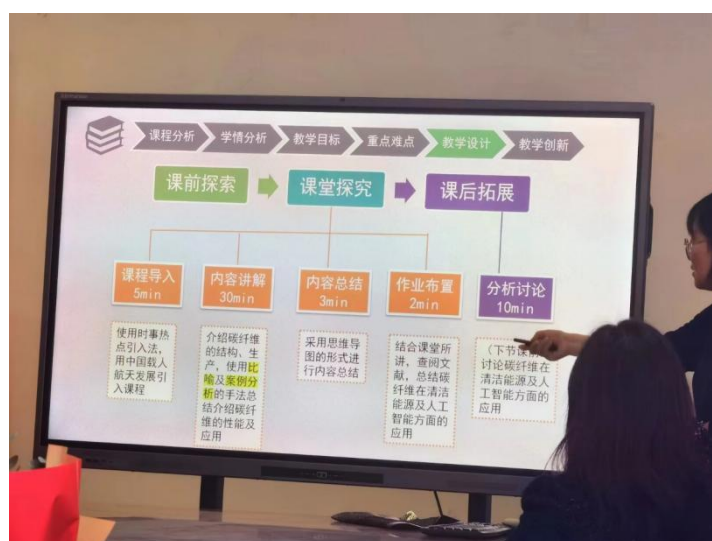 课程分析
学情分析
教学目标
重点难点
教学设计
教学创新
课前探索
课堂探究
课后拓展
课程导入
5min
内容讲解
30min
内容总结
3min
作业布置
2min
分析讨论
10min
使用时事热
点引入法,
用中国载人
航天发展引
入课程
介绍碳纤维
的结构、生
产,使用比
喻及案例分
析的手法总
结介绍碳纤
维的性能及
应用
采用思维导
图的形式进
行内容总结
结合课堂所
讲,查阅文
献,总结碳
纤维在清洁
能源及人工
智能方面的
应用
(下节课
讨论碳纤维在
清洁能源及人
工智能方面的
应用